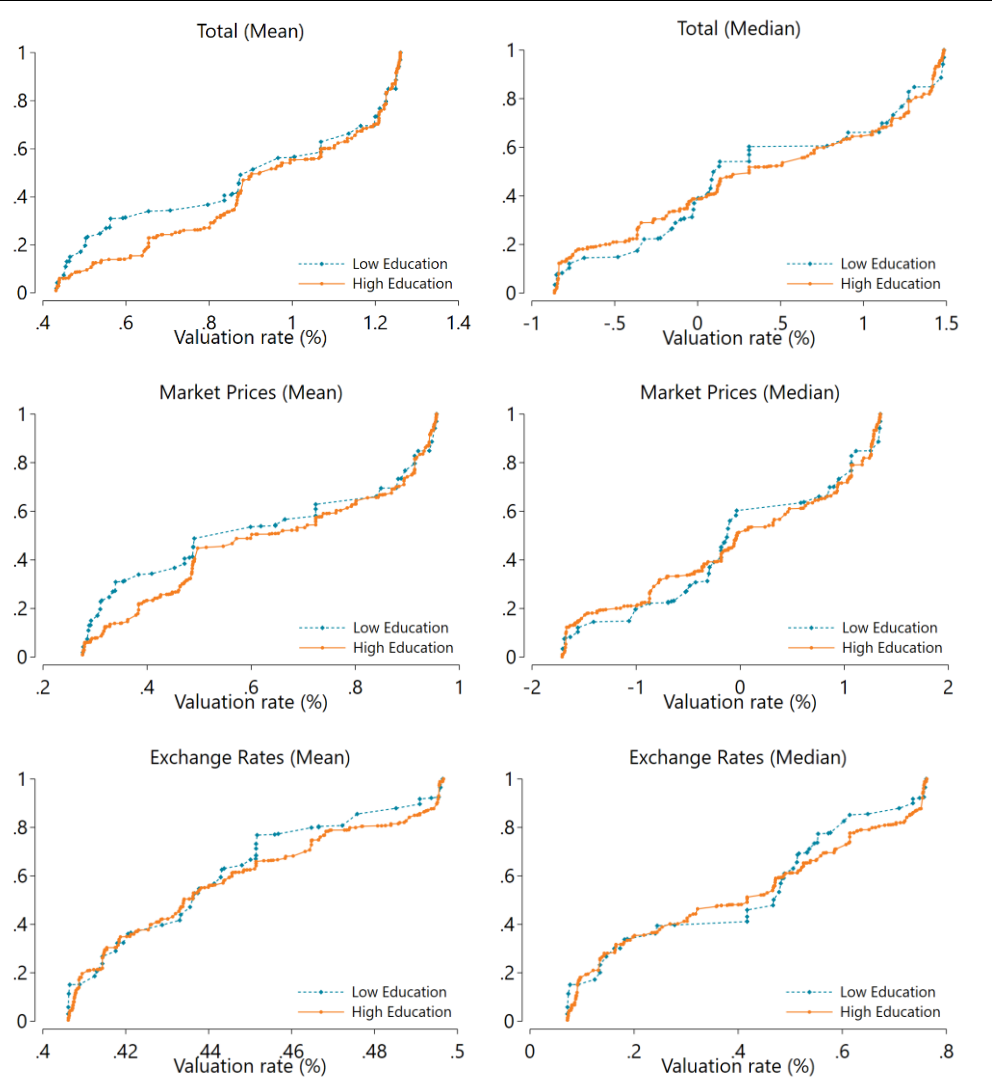 Total (Mean)
1
.8
.6
.4
.2
0
Low Education
High Education
.4 .6 .8 1 1.2 1.4
Valuation rate (%)
Total (Median)
1
.8
.6
.4
.2
0
Low Education
High Education
-1 -.5 0 .5 1 1.5
Valuation rate (%)
Market Prices (Mean)
1
.8
.6
.4
.2
0
Low Education
High Education
.2 .4 .6 .8 1
Valuation rate (%)
Market Prices (Median)
1
.8
.6
.4
.2
0
Low Education
High Education
-2 -1 0 1 2
Valuation rate (%)
Exchange Rates (Mean)
1
.8
.6
.4
.2
0
Low Education
High Education
.4 .42 .44 .46 .48 .5
Valuation rate (%)
Exchange Rates (Median)
1
.8
.6
.4
.2
0
Low Education
High Education
0 .2 .4 .6 .8
Valuation rate (%)